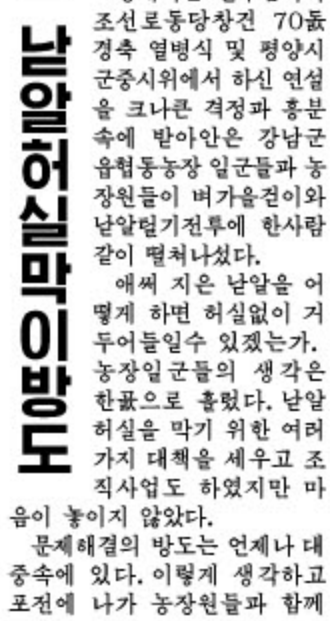 낟알허실막이방도
조선로동당창건 70돐
경축 열병식 및 평양시
군중시위에서 하신 연설
을 크나큰 격정과 흥분
속에 받아안은 강남군
읍협동농장 일군들과 농
장원들이 벼가을걷이와
낟알털기전투에 한사람
같이 떨쳐나섰다.
애써 지은 낟알을 어
떻게 하면 허실없이 거
두어들일수 있겠는가.
농장일군들의 생각은
한곬으로 흘렀다. 낟알
허실을 막기 위한 여러
가지 대책을 세우고 조
직사업도 하였지만 마
음이 놓이지 않았다.
문제해결의 방도는 언제나 대
중속에 있다. 이렇게 생각하고
포전에 나가 농장원들과 함께